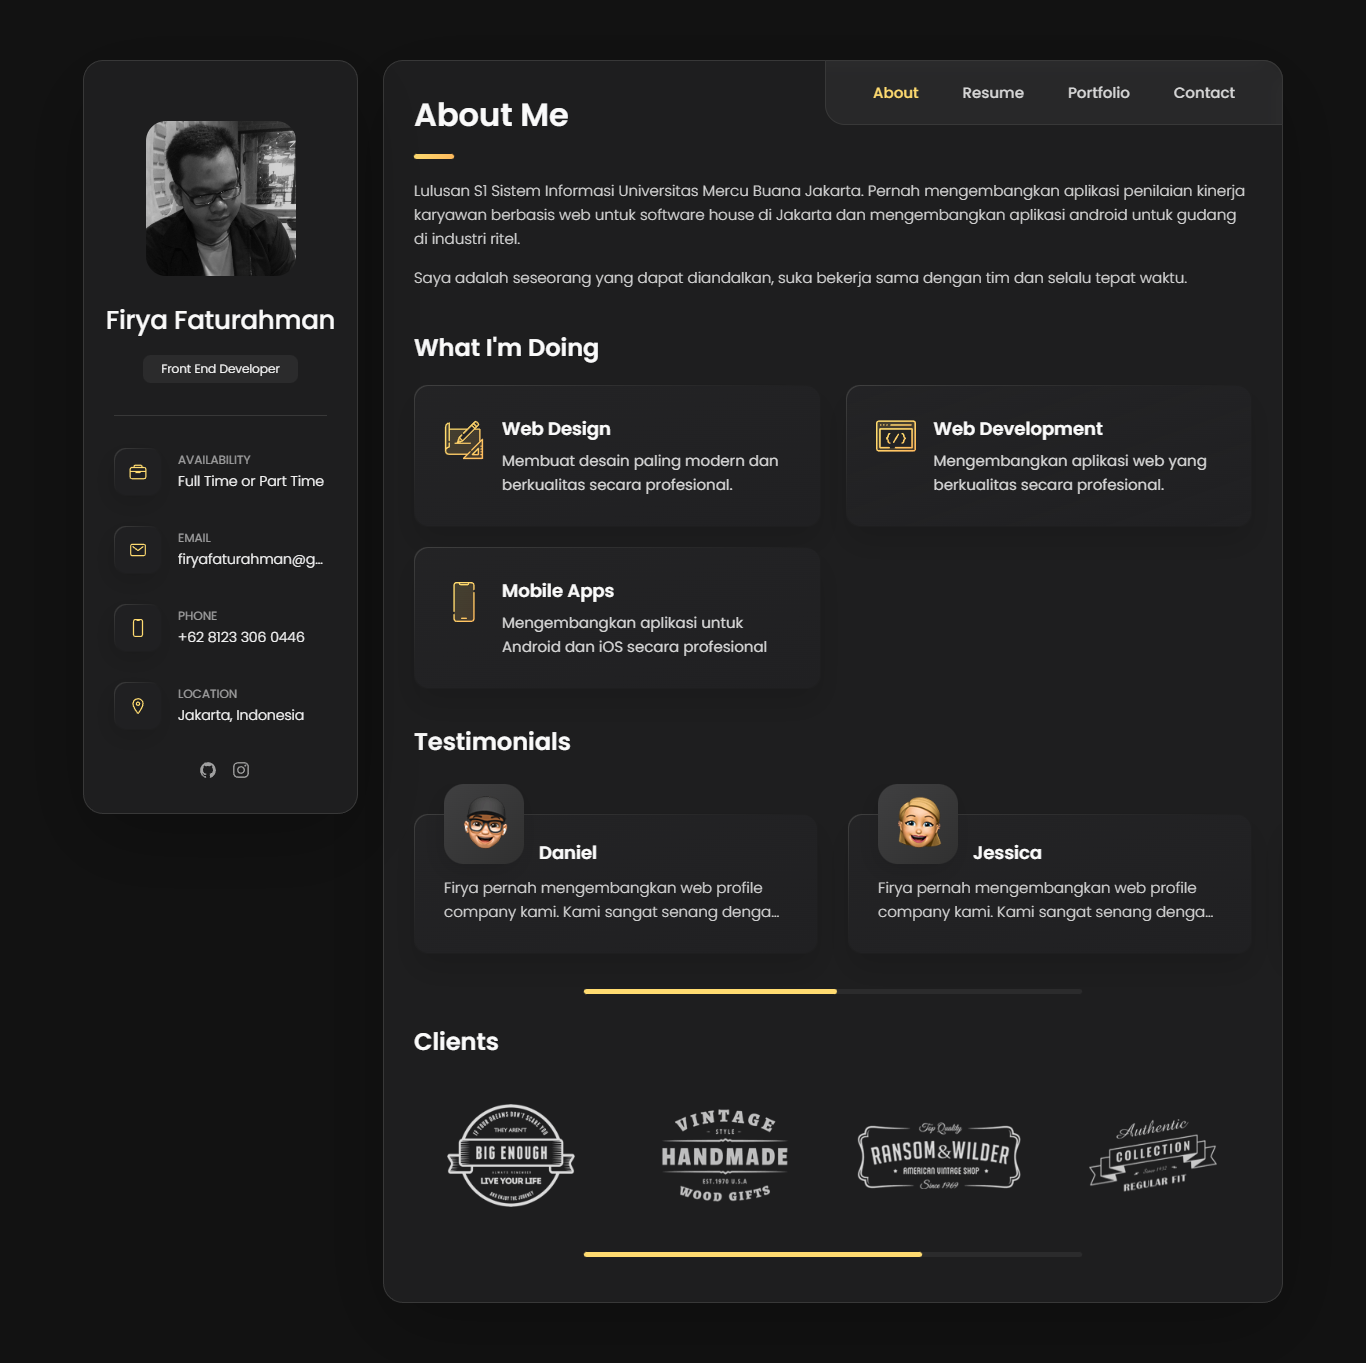 Firya Faturahman
Front End Developer
AVAILABILITY
Full Time or Part Time
EMAIL
firyafaturahman@g...
PHONE
+62 8123 306 0446
LOCATION
Jakarta, Indonesia
About
Resume
Portfolio
Contact
About Me
Lulusan S1 Sistem Informasi Universitas Mercu Buana Jakarta. Pernah mengembangkan aplikasi penilaian kinerja
karyawan berbasis web untuk software house di Jakarta dan mengembangkan aplikasi android untuk gudang
di industri ritel.
Saya adalah seseorang yang dapat diandalkan, suka bekerja sama dengan tim dan selalu tepat waktu.
What I'm Doing
Web Design
Membuat desain paling modern dan
berkualitas secara profesional.
Web Development
Mengembangkan aplikasi web yang
berkualitas secara profesional.
Mobile Apps
Mengembangkan aplikasi untuk
Android dan iOS secara profesional
Testimonials
Daniel
Firya pernah mengembangkan web profile
company kami. Kami sangat senang denga...
Jessica
Firya pernah mengembangkan web profile
company kami. Kami sangat senang denga...
Clients
IF YOUR DREAMS DON'T SCARE YOU
THEY AREN'T
BIG ENOUGH
ALWAYS REMEMBER
LIVE YOUR LIFE
AND ENJOY THE JOURNEY
VINTAGE
STYLE
HANDMADE
EST.1970 U.S.A
WOOD GIFTS
Top Quality
RANSOM&WILDER
AMERICAN VINTAGE SHOP
Since 1969
Authentic
COLLECTION
REGULAR FIT